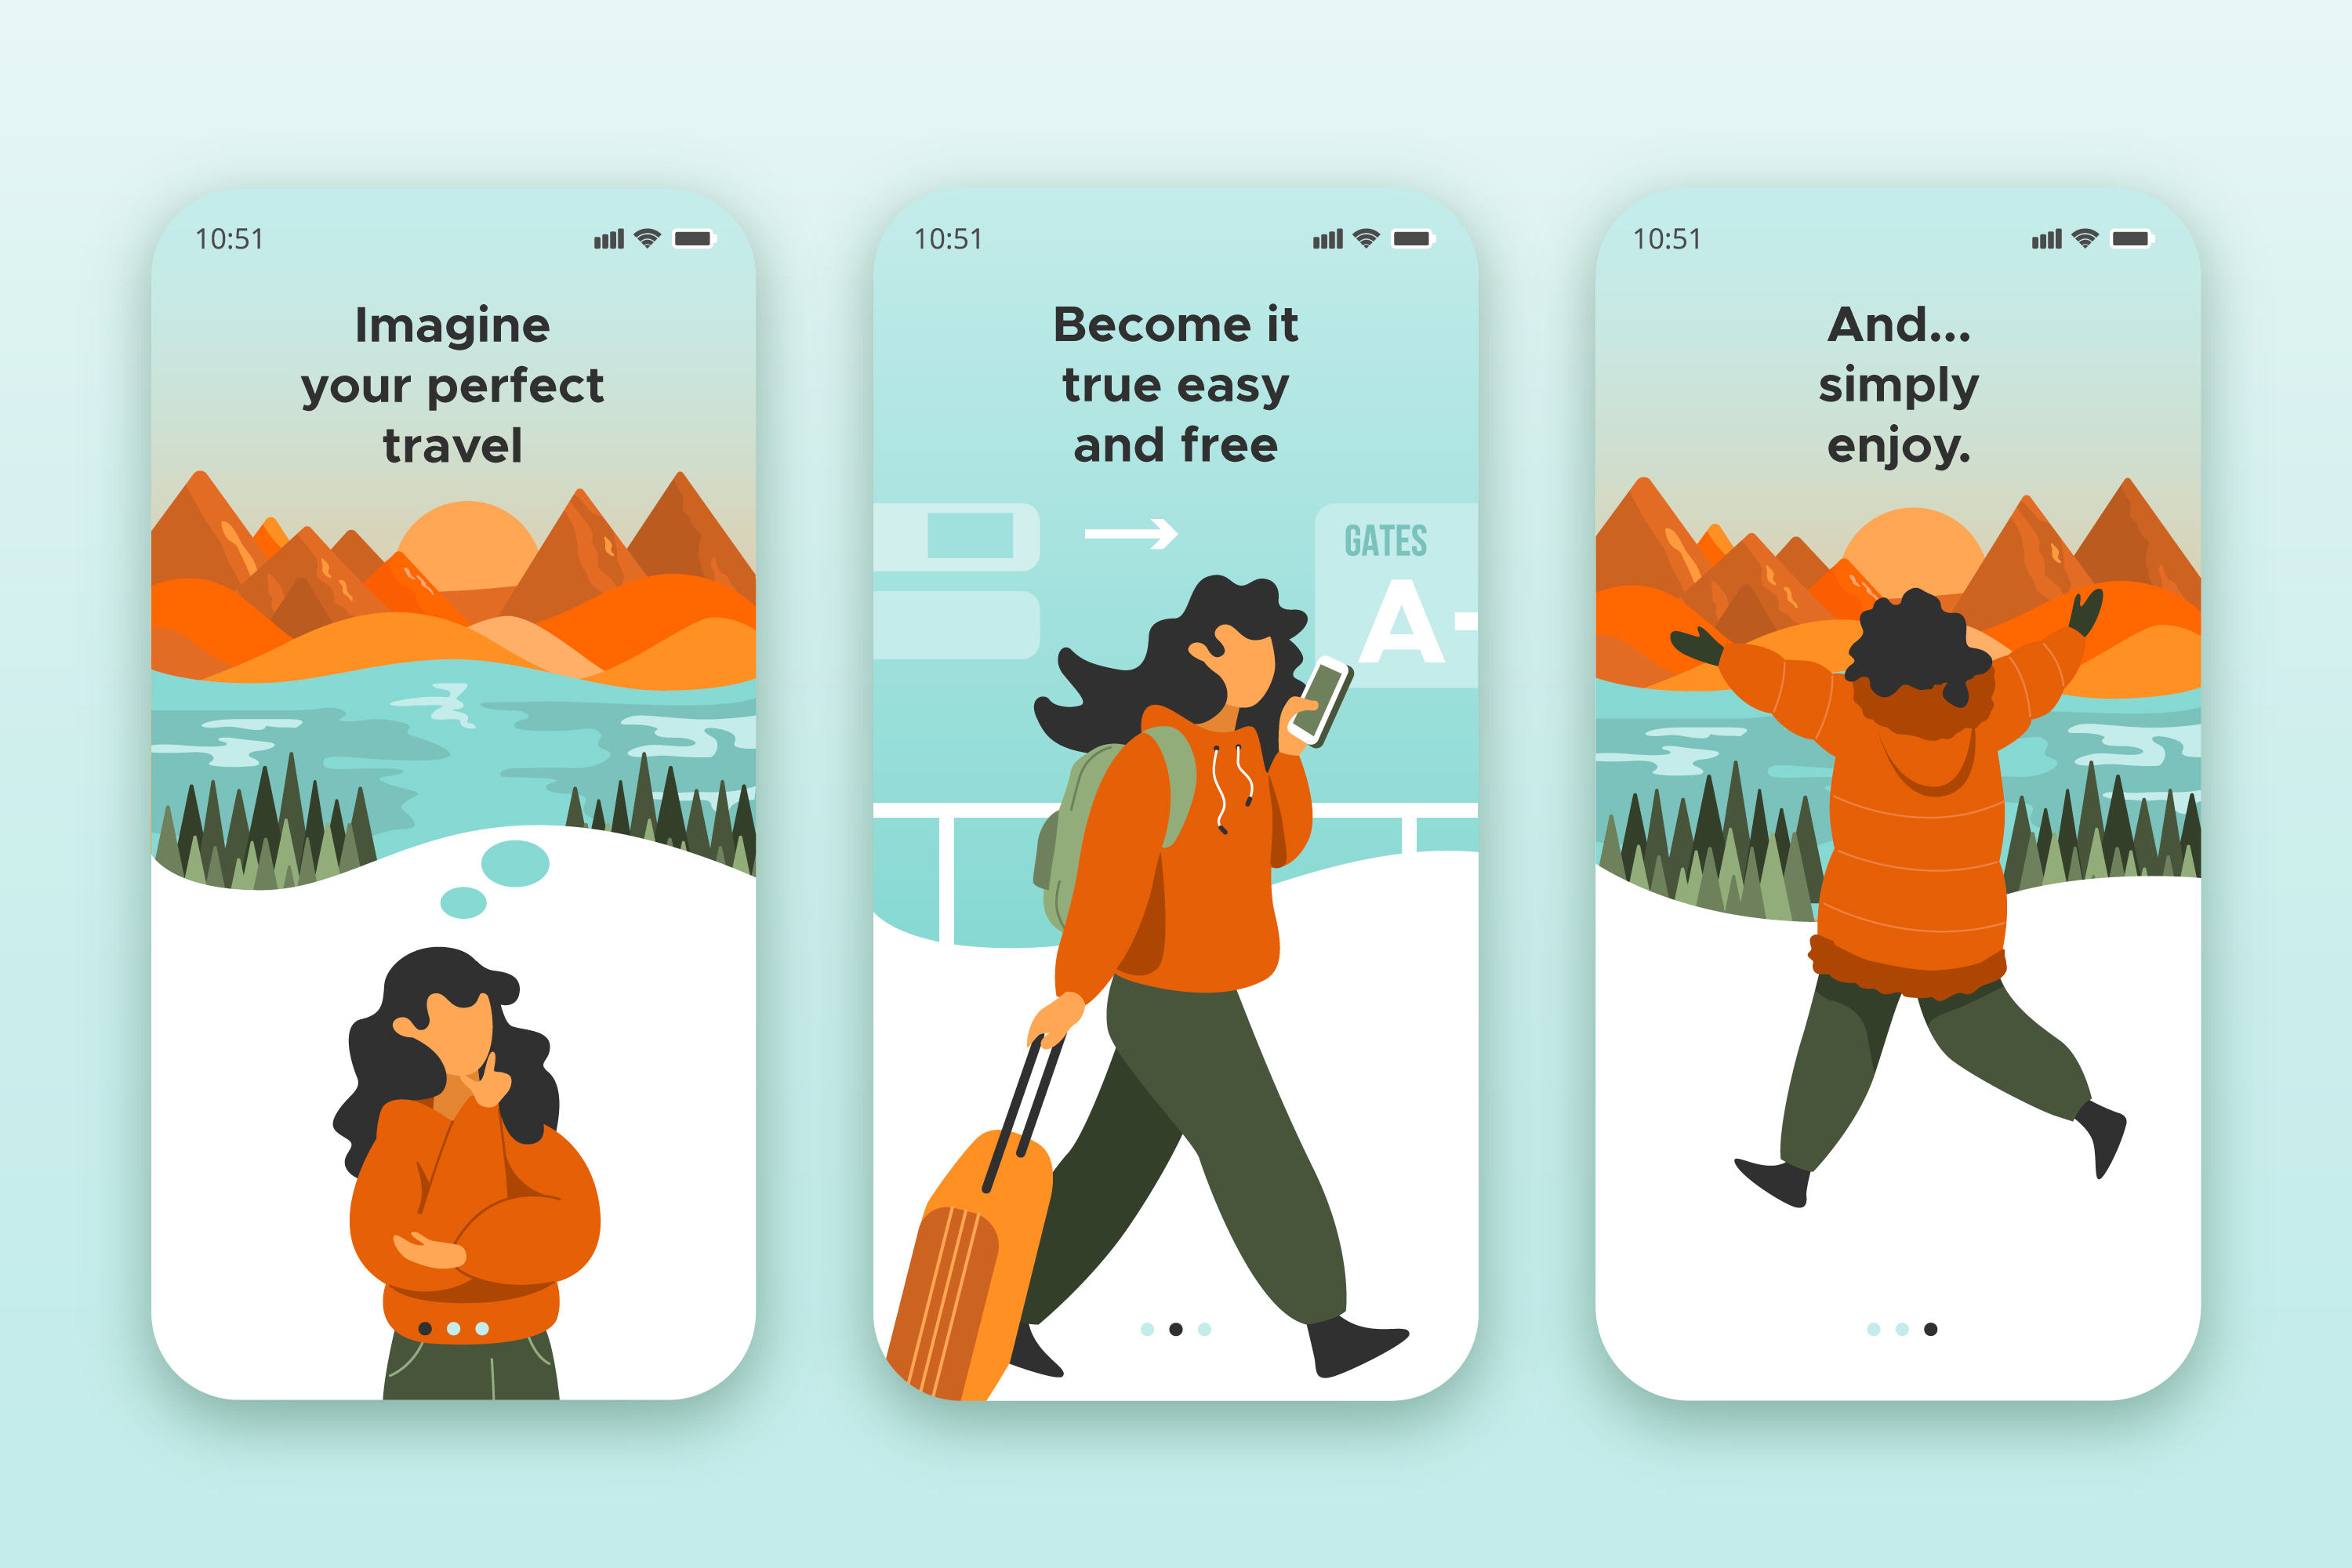 10:51
Imagine
your perfect
travel
10:51
Become it
true easy
and free
GATES
A-
10:51
And...
simply
enjoy.